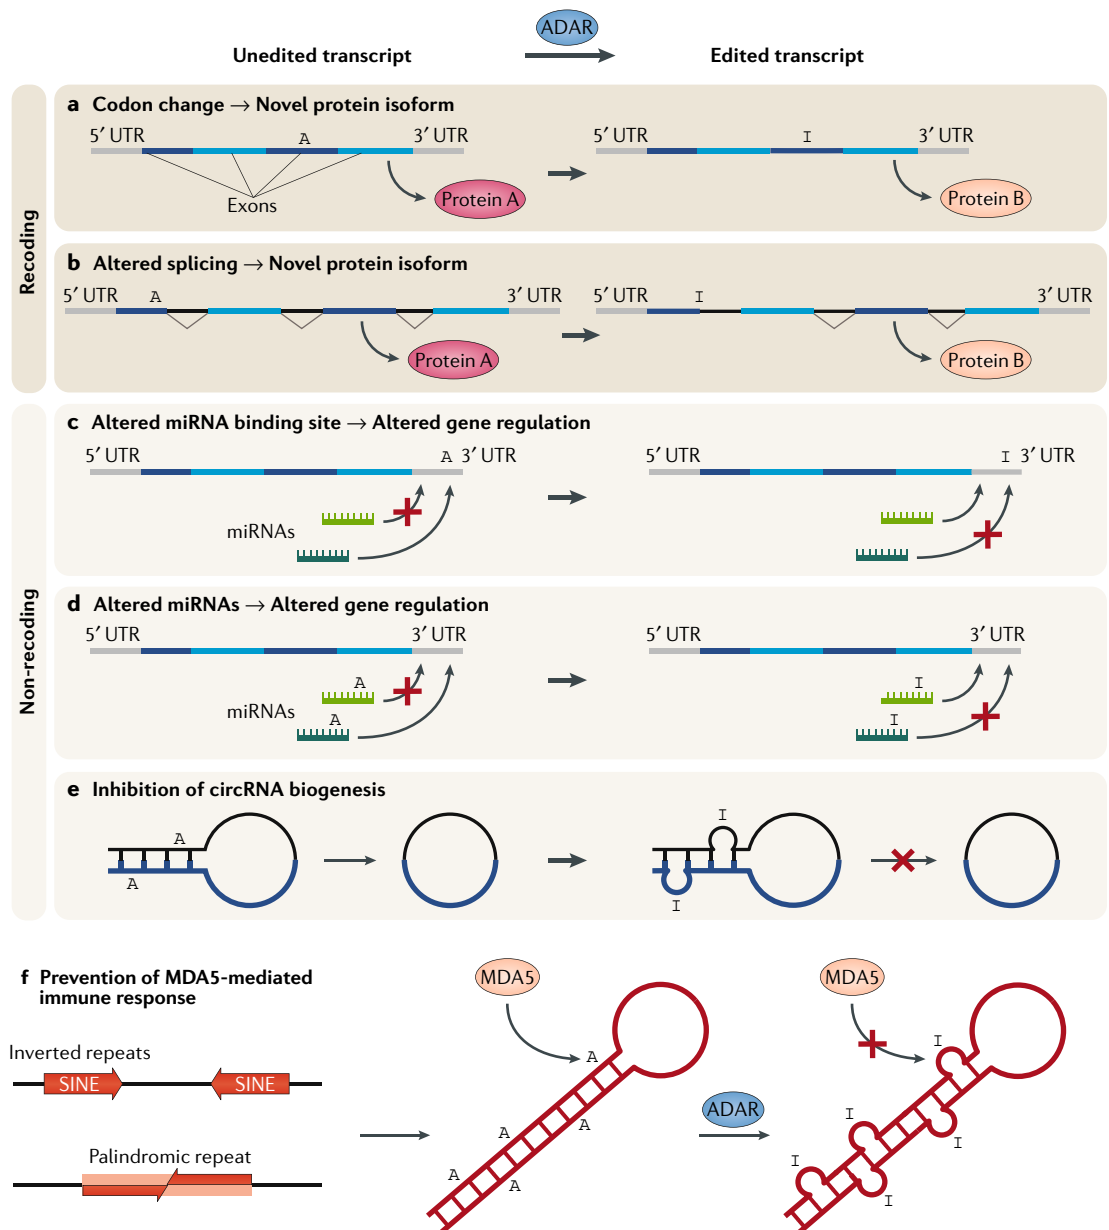 ADAR
Unedited transcript
Edited transcript
Recoding
a Codon change → Novel protein isoform
5′ UTR
A
3′ UTR
Exons
Protein A
5′ UTR
I
3′ UTR
Protein B
b Altered splicing → Novel protein isoform
5′ UTR
A
3′ UTR
Protein A
5′ UTR
I
3′ UTR
Protein B
Non-recoding
c Altered miRNA binding site → Altered gene regulation
5′ UTR
A
3′ UTR
miRNAs
5′ UTR
I
3′ UTR
d Altered miRNAs → Altered gene regulation
5′ UTR
3′ UTR
A
miRNAs
A
5′ UTR
3′ UTR
I
I
e Inhibition of circRNA biogenesis
A
A
I
I
f Prevention of MDA5-mediated
immune response
Inverted repeats
SINE
SINE
Palindromic repeat
MDA5
A
A
A
A
A
ADAR
MDA5
I
I
I
I
I